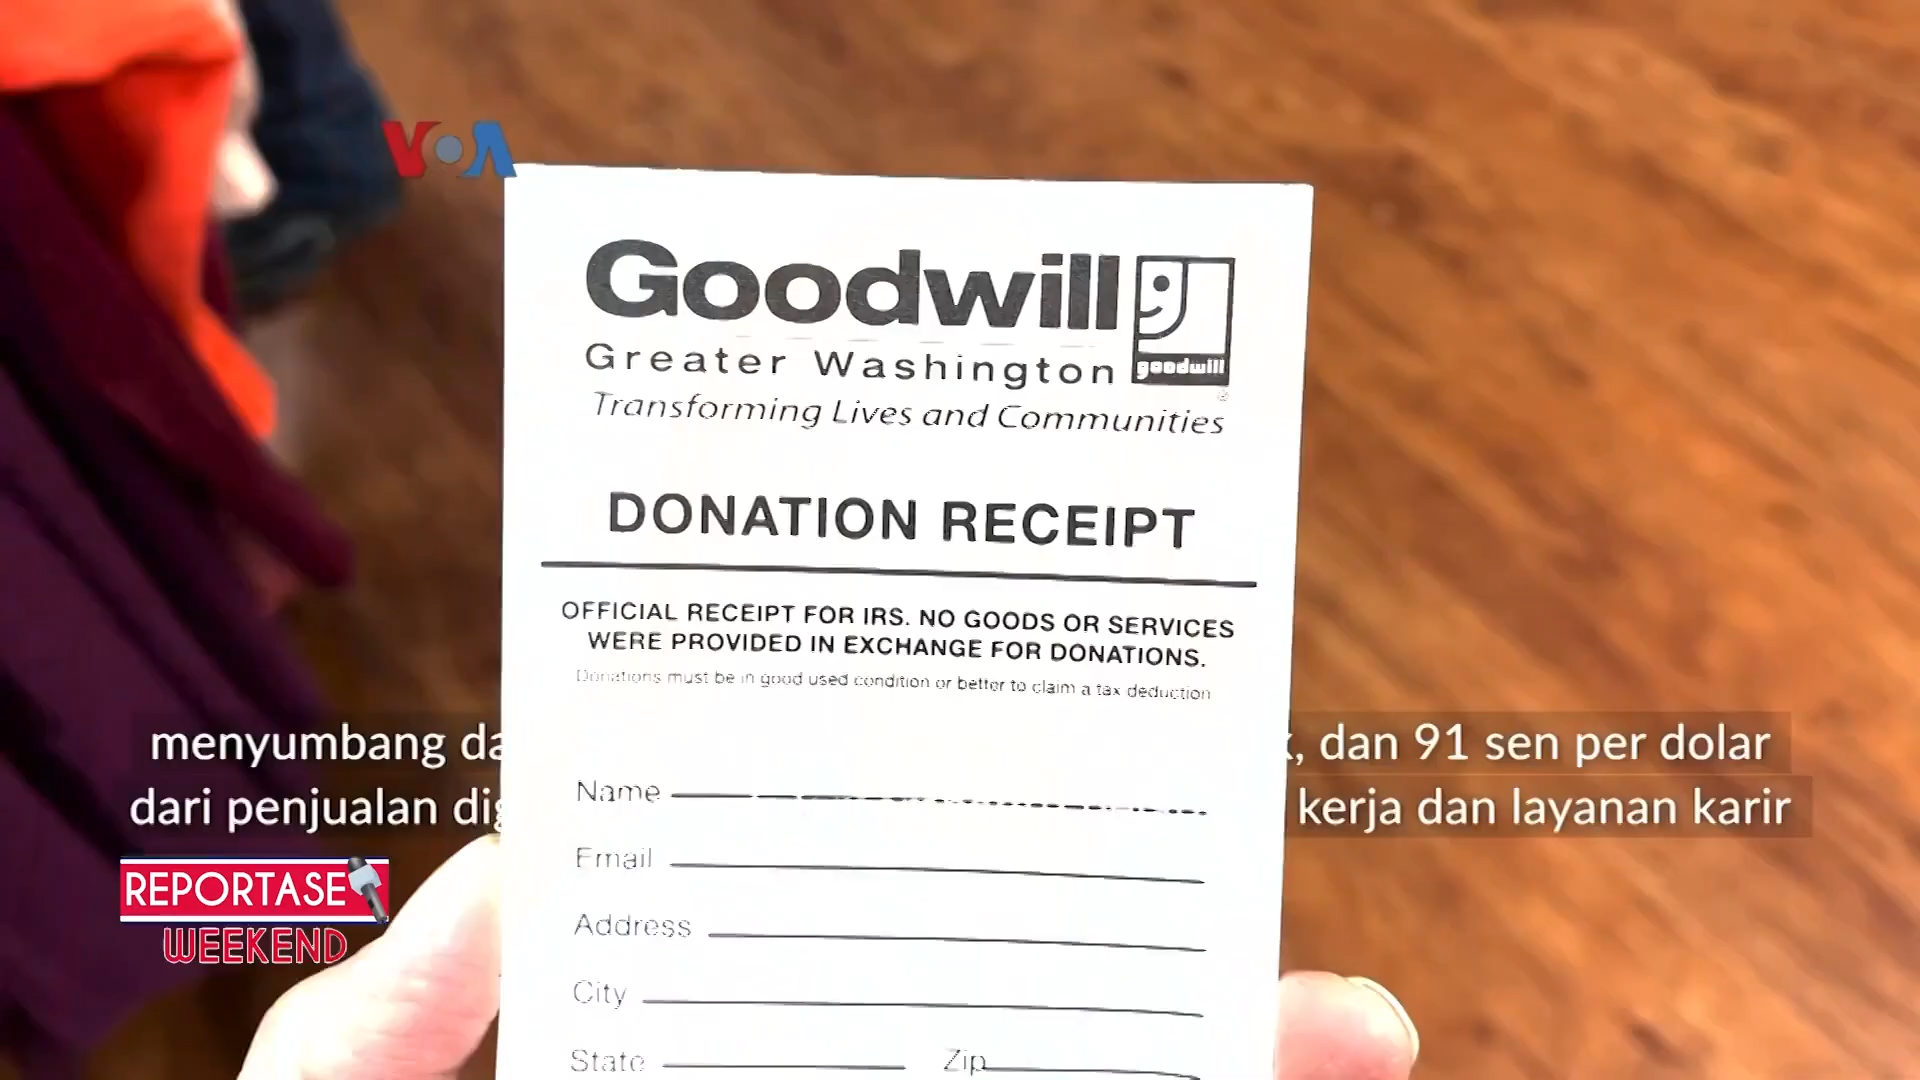 VOA
Goodwill
goodwill
Greater Washington
Transforming Lives and Communities
DONATION RECEIPT
OFFICIAL RECEIPT FOR IRS. NO GOODS OR SERVICES
WERE PROVIDED IN EXCHANGE FOR DONATIONS.
Donations must be in good used condition or better to claim a tax deduction
menyumbang dan 91 sen per dolar
dari penjualan kerja dan layanan karir
Name
Email
Address
City
State Zip
REPORTASE
WEEKEND